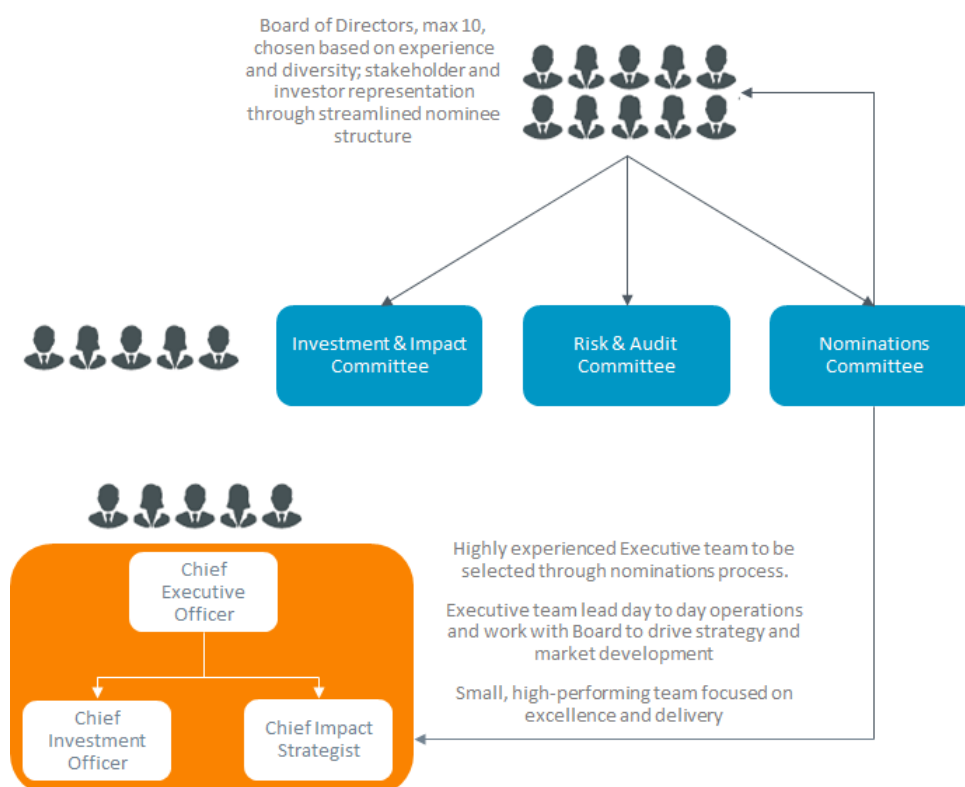 Board of Directors, max 10,
chosen based on experience
and diversity; stakeholder and
investor representation
through streamlined nominee
structure
Investment & Impact
Committee
Risk & Audit
Committee
Nominations
Committee
Chief
Executive
Officer
Chief
Investment
Officer
Chief Impact
Strategist
Highly experienced Executive team to be
selected through nominations process.
Executive team lead day to day operations
and work with Board to drive strategy and
market development
Small, high-performing team focused on
excellence and delivery